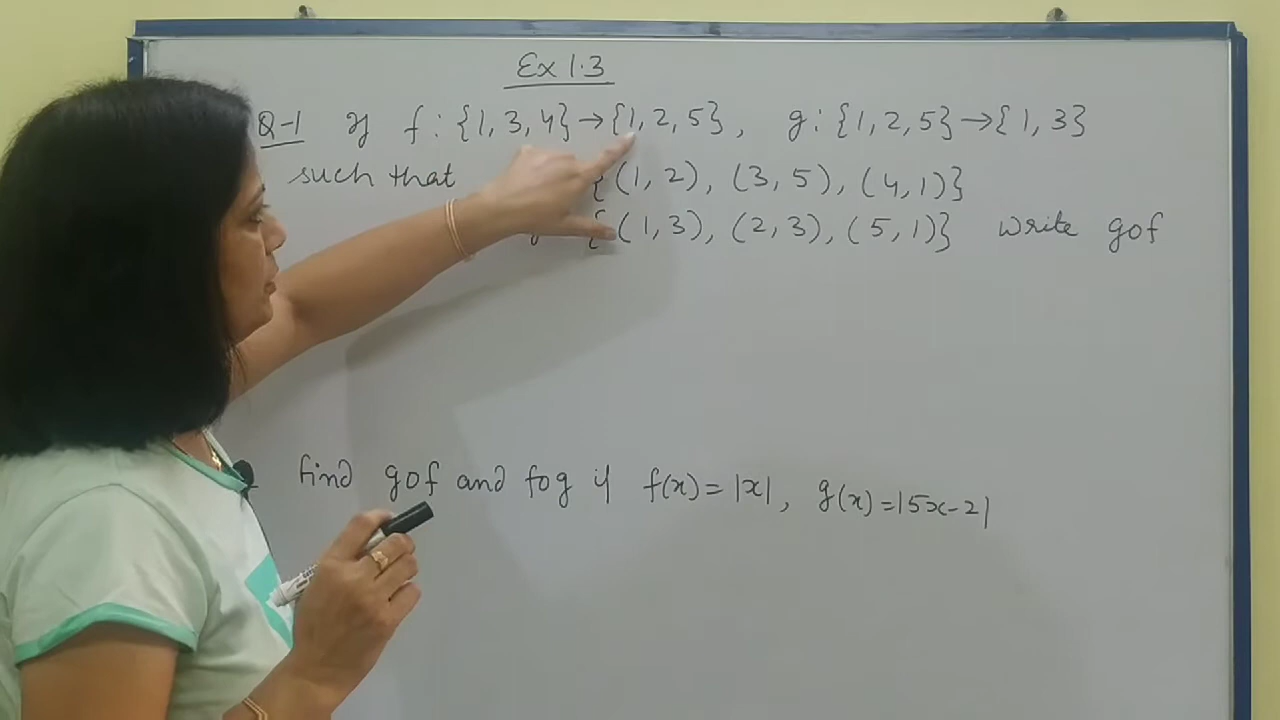 Ex 1.3
Q-1 If f : {1, 3, 4} → {1, 2, 5}, g : {1, 2, 5} → {1, 3}
such that {(1, 2), (3, 5), (4, 1)}
{(1, 3), (2, 3), (5, 1)} write gof
find gof and fog if f(x) = |x|, g(x) = |5x - 2|